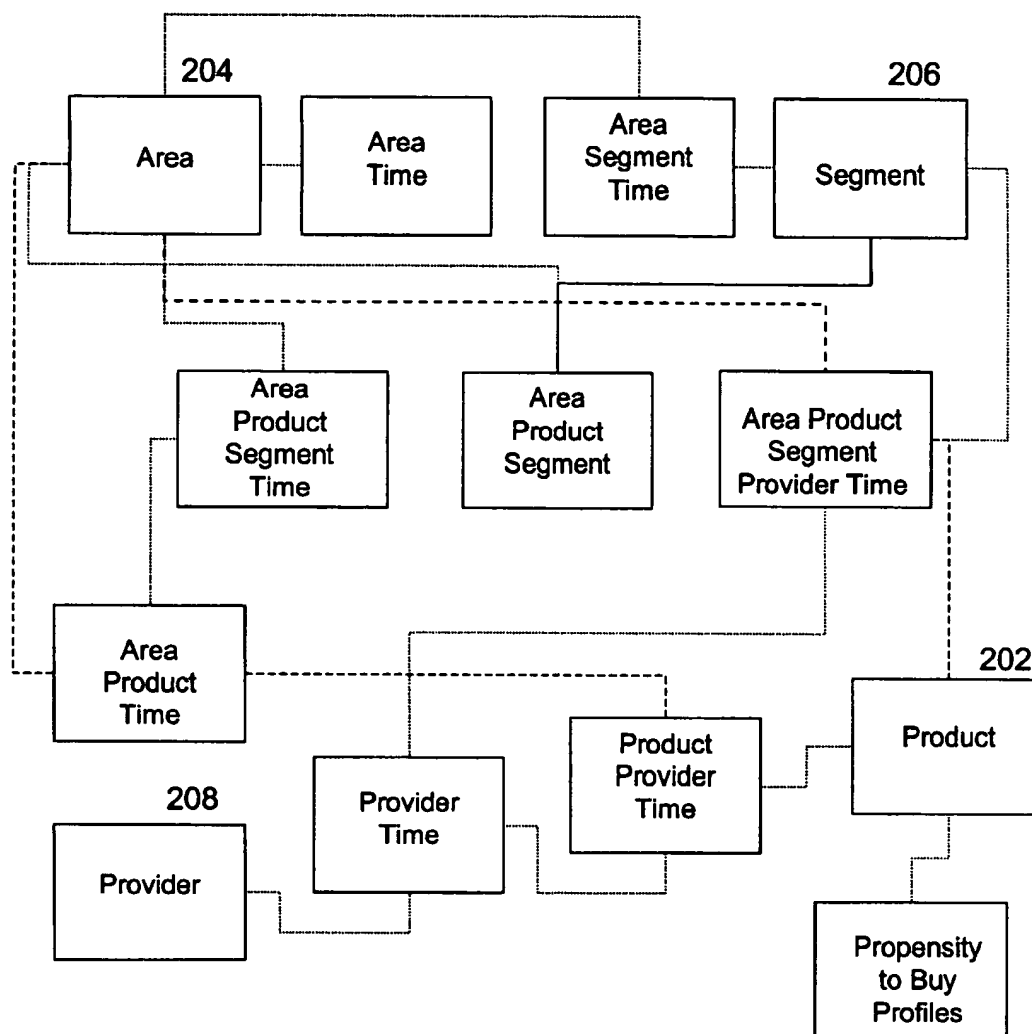 204
206
Area
Area
Time
Area
Segment
Time
Segment
Area
Product
Segment
Time
Area
Product
Segment
Area Product
Segment
Provider Time
Area
Product
Time
202
Product
Product
Provider
Time
208
Provider
Time
Provider
Propensity
to Buy
Profiles